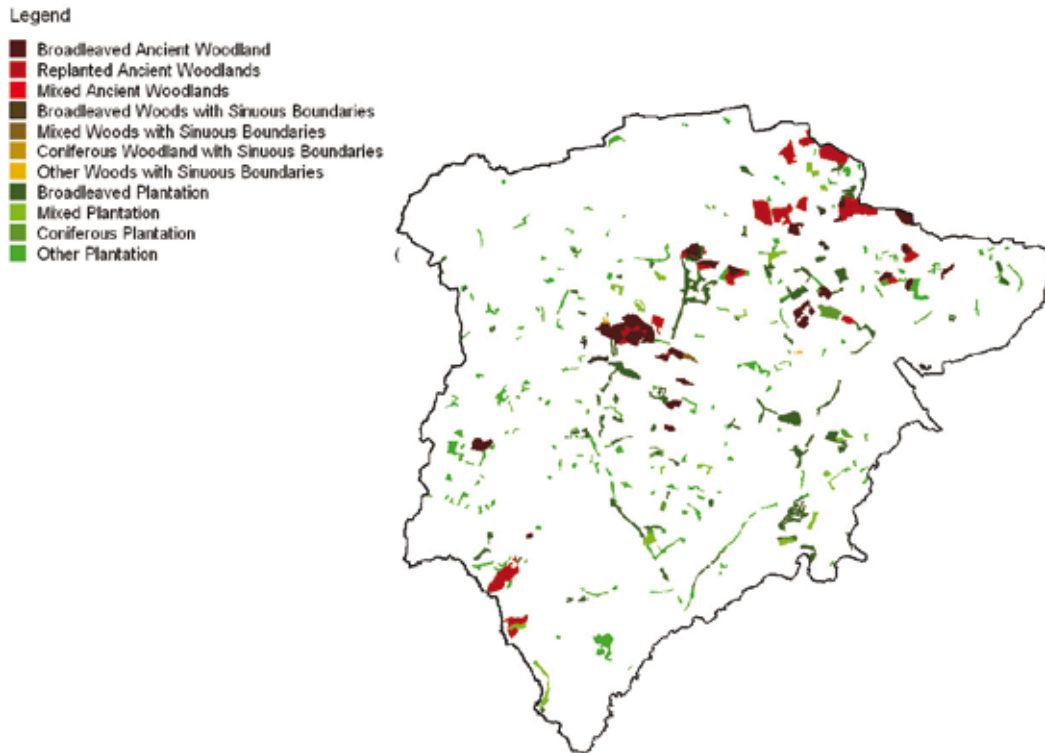 Legend
Broadleaved Ancient Woodland
Replanted Ancient Woodlands
Mixed Ancient Woodlands
Broadleaved Woods with Sinuous Boundaries
Mixed Woods with Sinuous Boundaries
Coniferous Woodland with Sinuous Boundaries
Other Woods with Sinuous Boundaries
Broadleaved Plantation
Mixed Plantation
Coniferous Plantation
Other Plantation